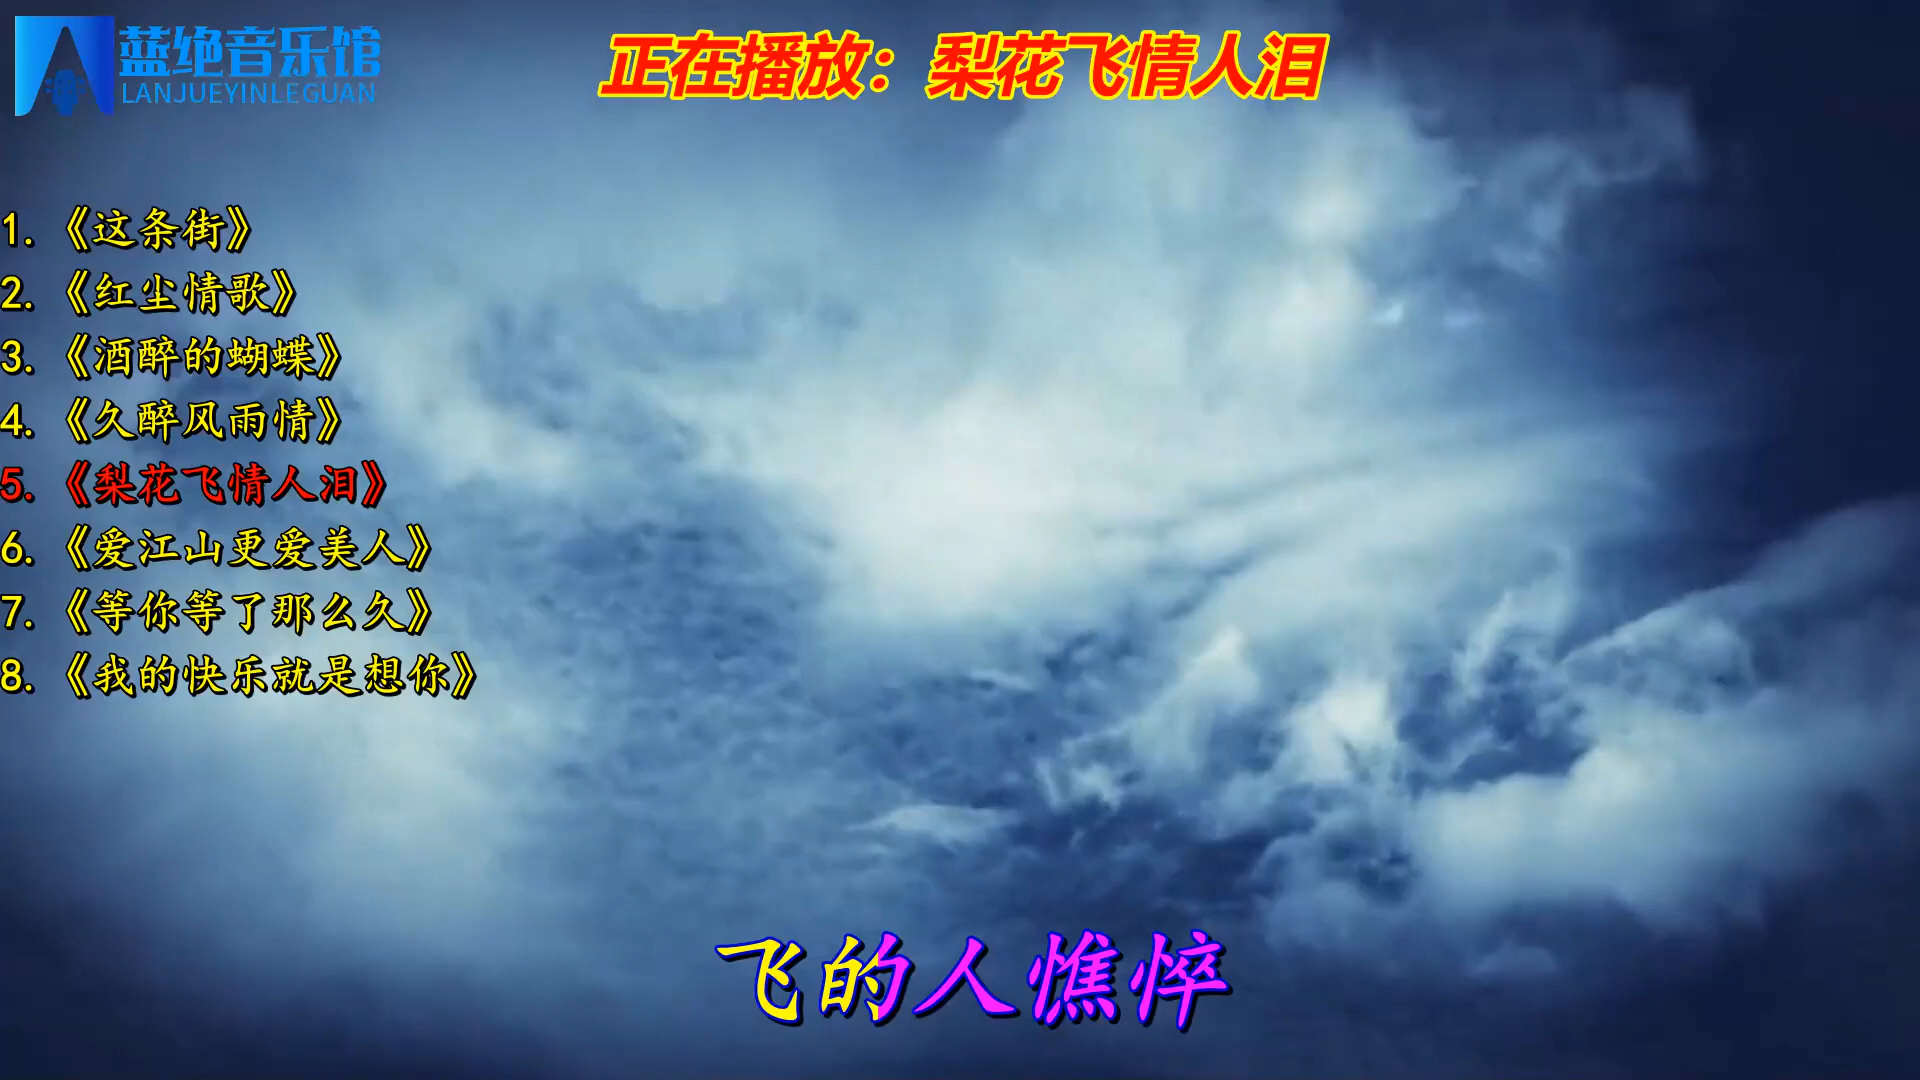 蓝绝音乐馆
LANJUEYINLEGUAN
正在播放：梨花飞情人泪
1.《这条街》
2.《红尘情歌》
3.《酒醉的蝴蝶》
4.《久醉风雨情》
5.《梨花飞情人泪》
6.《爱江山更爱美人》
7.《等你等了那么久》
8.《我的快乐就是想你》
飞的人憔悴